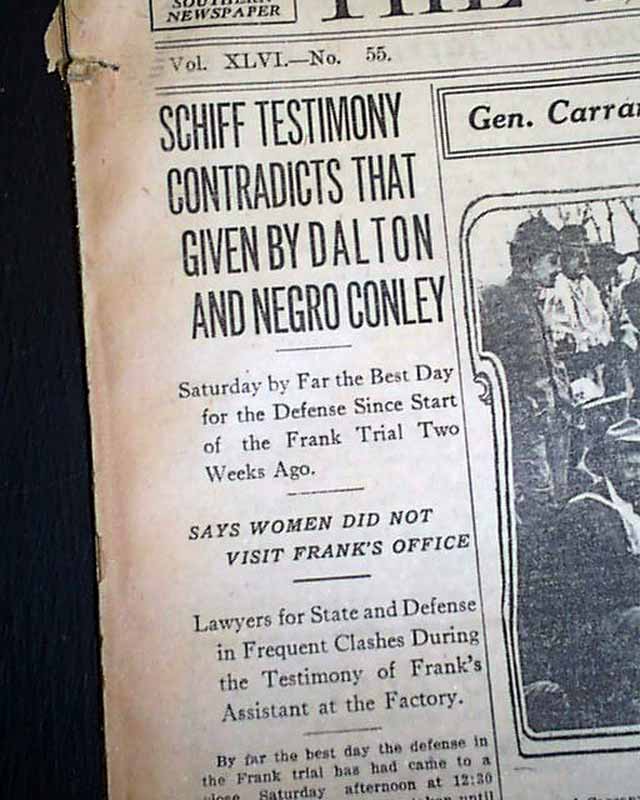 SOUTHERN
NEWSPAPER
THE
Vol. XLVI.—No. 55.
SCHIFF TESTIMONY
CONTRADICTS THAT
GIVEN BY DALTON
AND NEGRO CONLEY
Saturday by Far the Best Day
for the Defense Since Start
of the Frank Trial Two
Weeks Ago.
SAYS WOMEN DID NOT
VISIT FRANK'S OFFICE
Lawyers for State and Defense
in Frequent Clashes During
the Testimony of Frank's
Assistant at the Factory.
By far the best day the defense in
the Frank trial has had came to a
close Saturday afternoon at 12:30
until
Gen. Carra